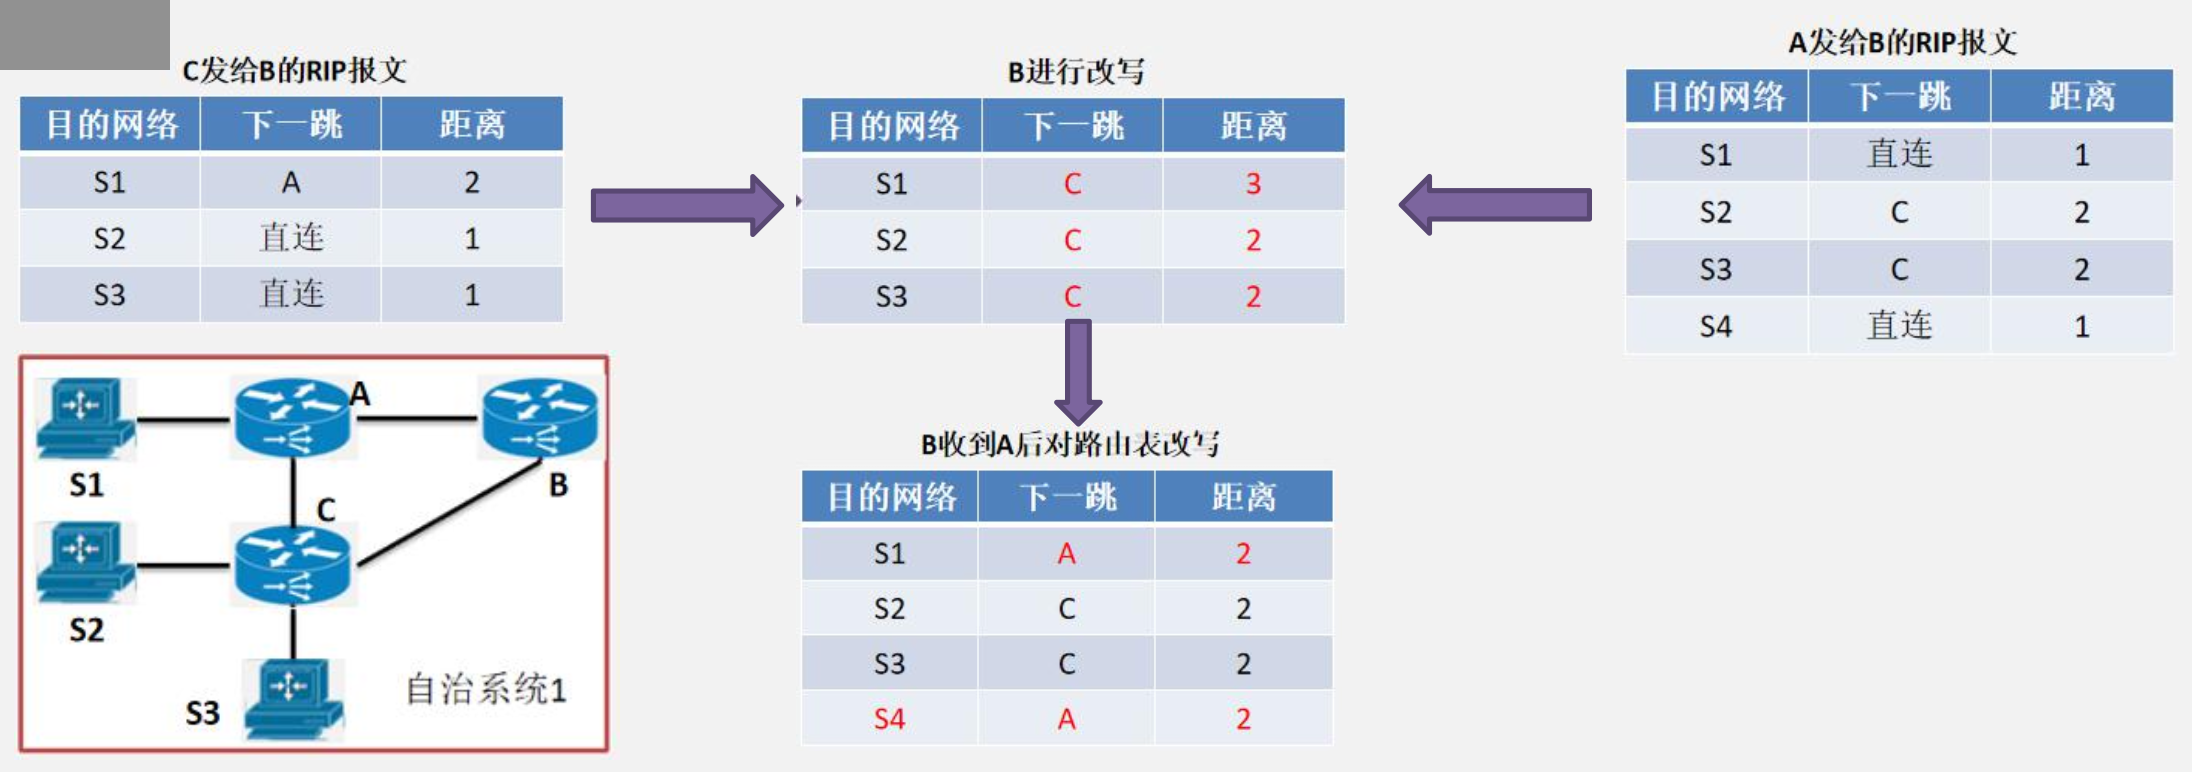 C发给B的RIP报文
目的网络 下一跳 距离
S1 A 2
S2 直连 1
S3 直连 1
B进行改写
目的网络 下一跳 距离
S1 C 3
S2 C 2
S3 C 2
A发给B的RIP报文
目的网络 下一跳 距离
S1 直连 1
S2 C 2
S3 C 2
S4 直连 1
A
S1
B
C
S2
S3
自治系统1
B收到A后对路由表改写
目的网络 下一跳 距离
S1 A 2
S2 C 2
S3 C 2
S4 A 2